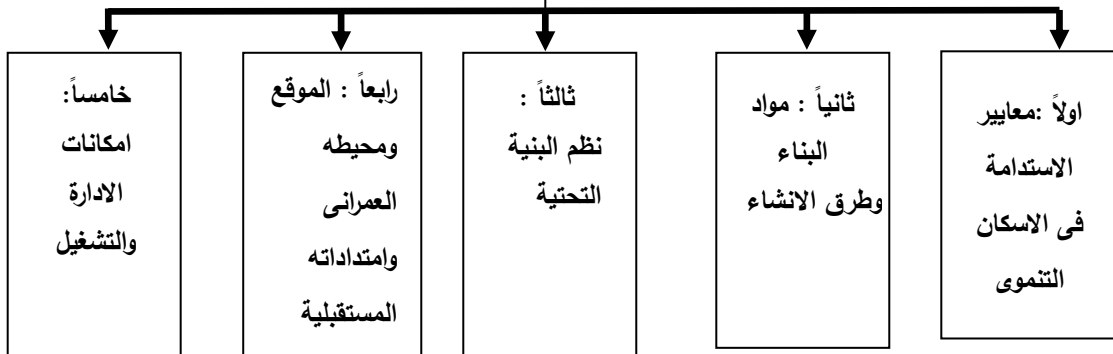 اولاً :معايير
الاستدامة
فى الاسكان
التنموى
ثانياً : مواد
البناء
وطرق الانشاء
ثالثاً :
نظم البنية
التحتية
رابعاً : الموقع
ومحيطه
العمرانى
وامتداداته
المستقبلية
خامساً:
امكانات
الادارة
والتشغيل